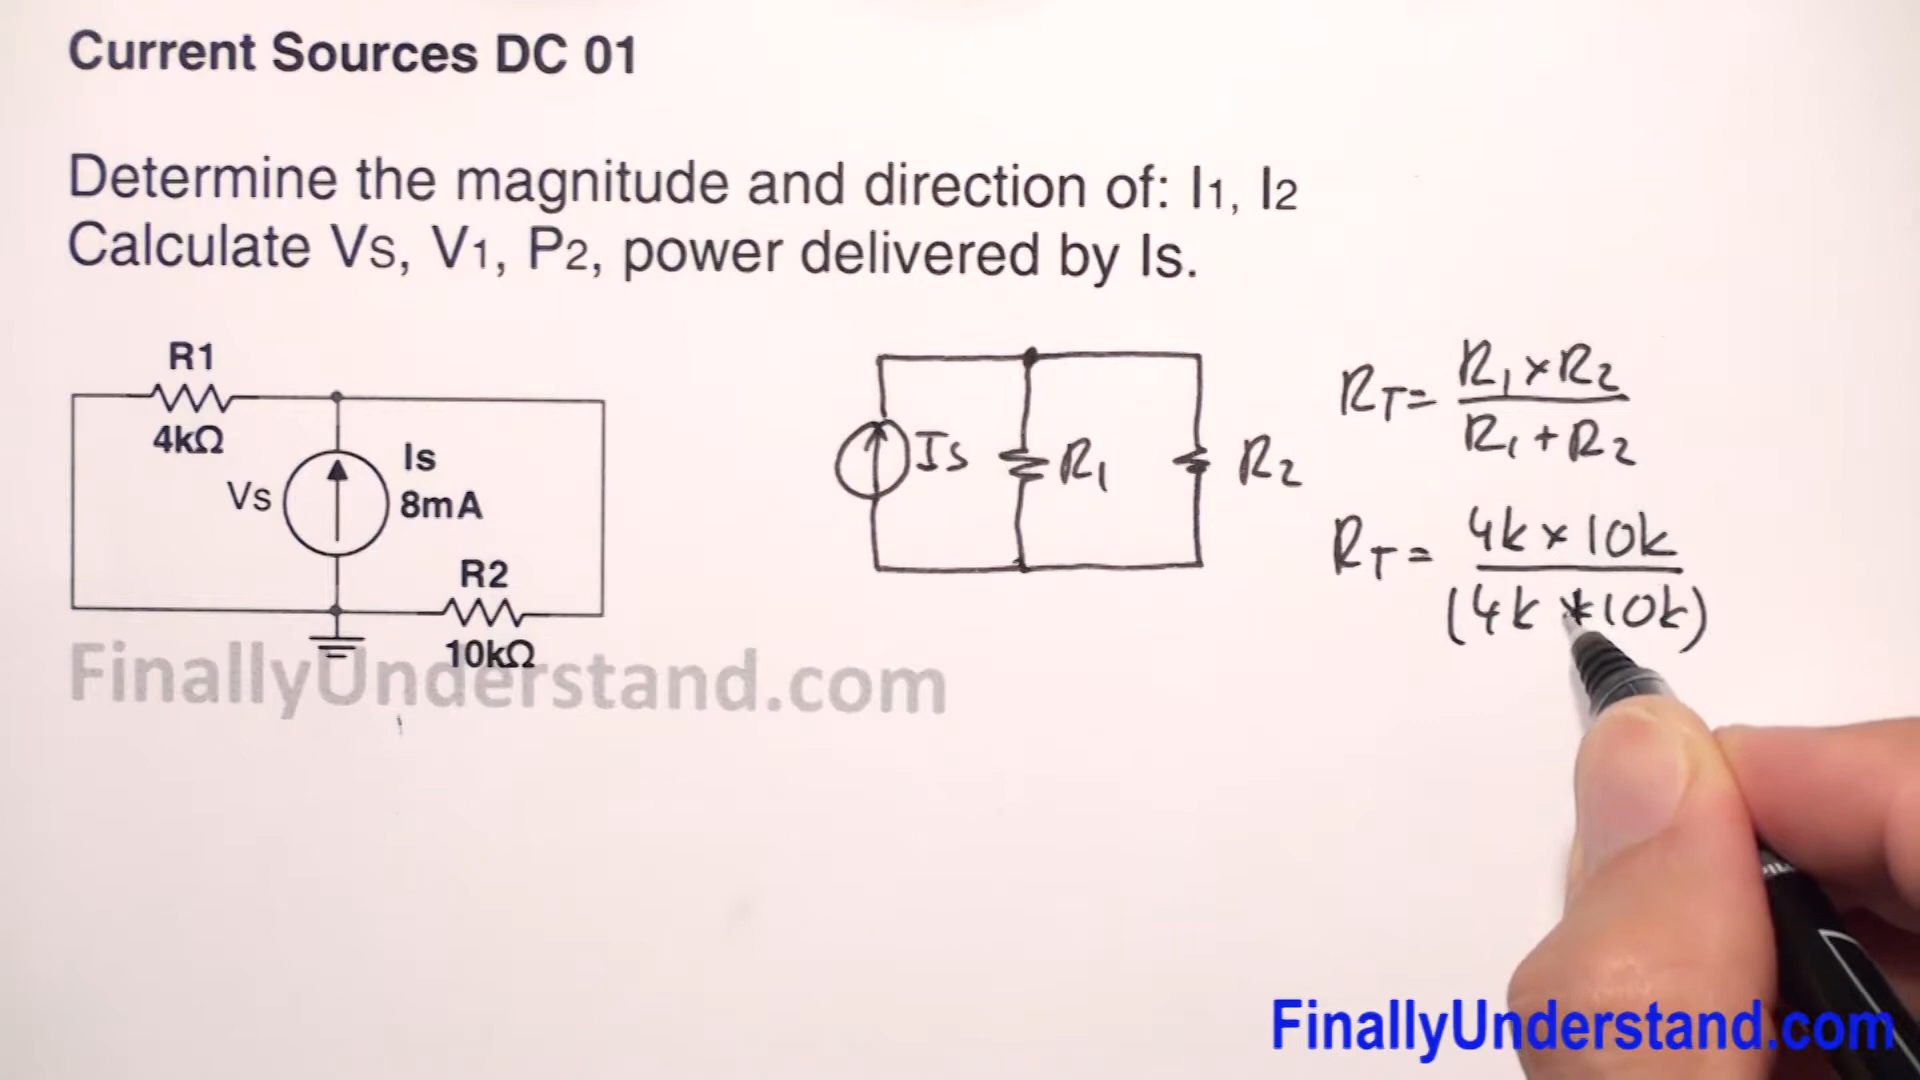 Current Sources DC 01
Determine the magnitude and direction of: I1, I2
Calculate Vs, V1, P2, power delivered by Is.
R1
4kΩ
Vs
Is
8mA
R2
10kΩ
Is
R1
R2
RT = R1 x R2
R1 + R2
RT = 4k x 10k
(4k * 10k)
FinallyUnderstand.com
FinallyUnderstand.com